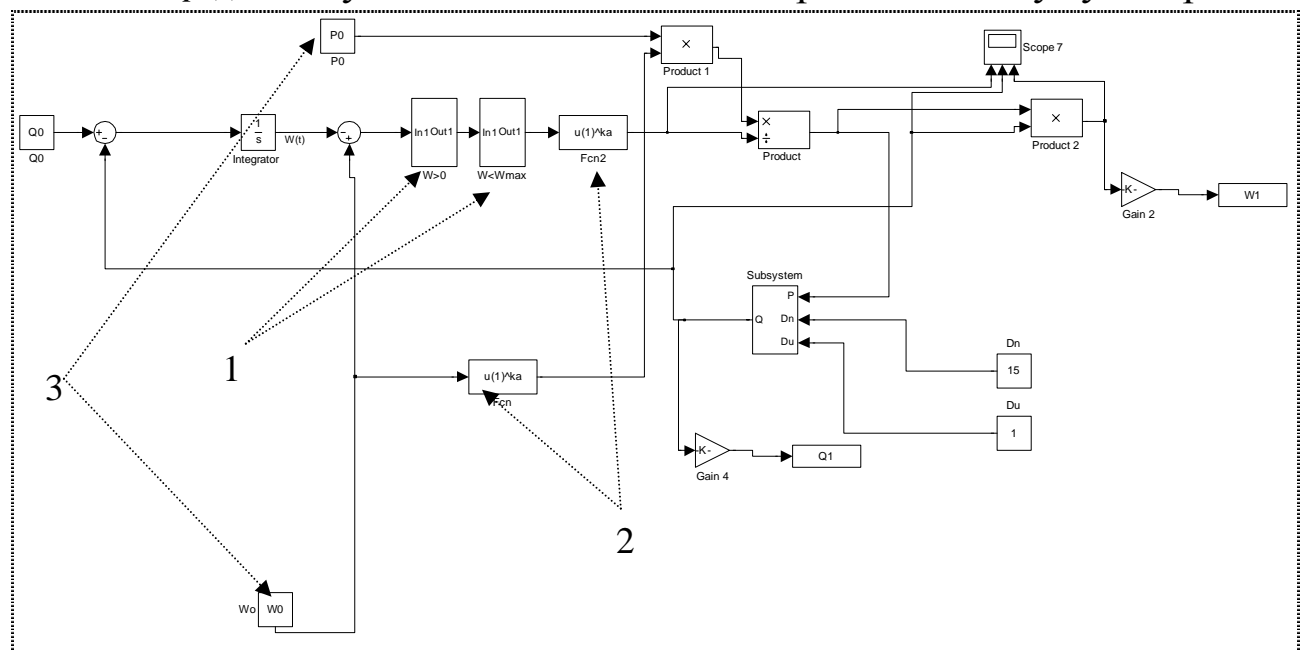 P0
P0
×
Product 1
Scope 7
Q0
Q0
1
s
Integrator
W(t)
In1 Out1
W>0
In1 Out1
W<Wmax
u(1)^ka
Fcn2
×
÷
Product
×
Product 2
-K-
Gain 2
W1
Subsystem
P
Q
Dn
Du
Dn
15
Du
1
3
1
u(1)^ka
Fcn
-K-
Gain 4
Q1
2
Wo
W0